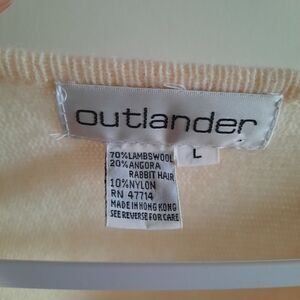 outlander
L
70%LAMBSWOOL
20%ANGORA
RABBIT HAIR
10%NYLON
RN 47714
MADE IN HONG KONG
SEE REVERSE FOR CARE